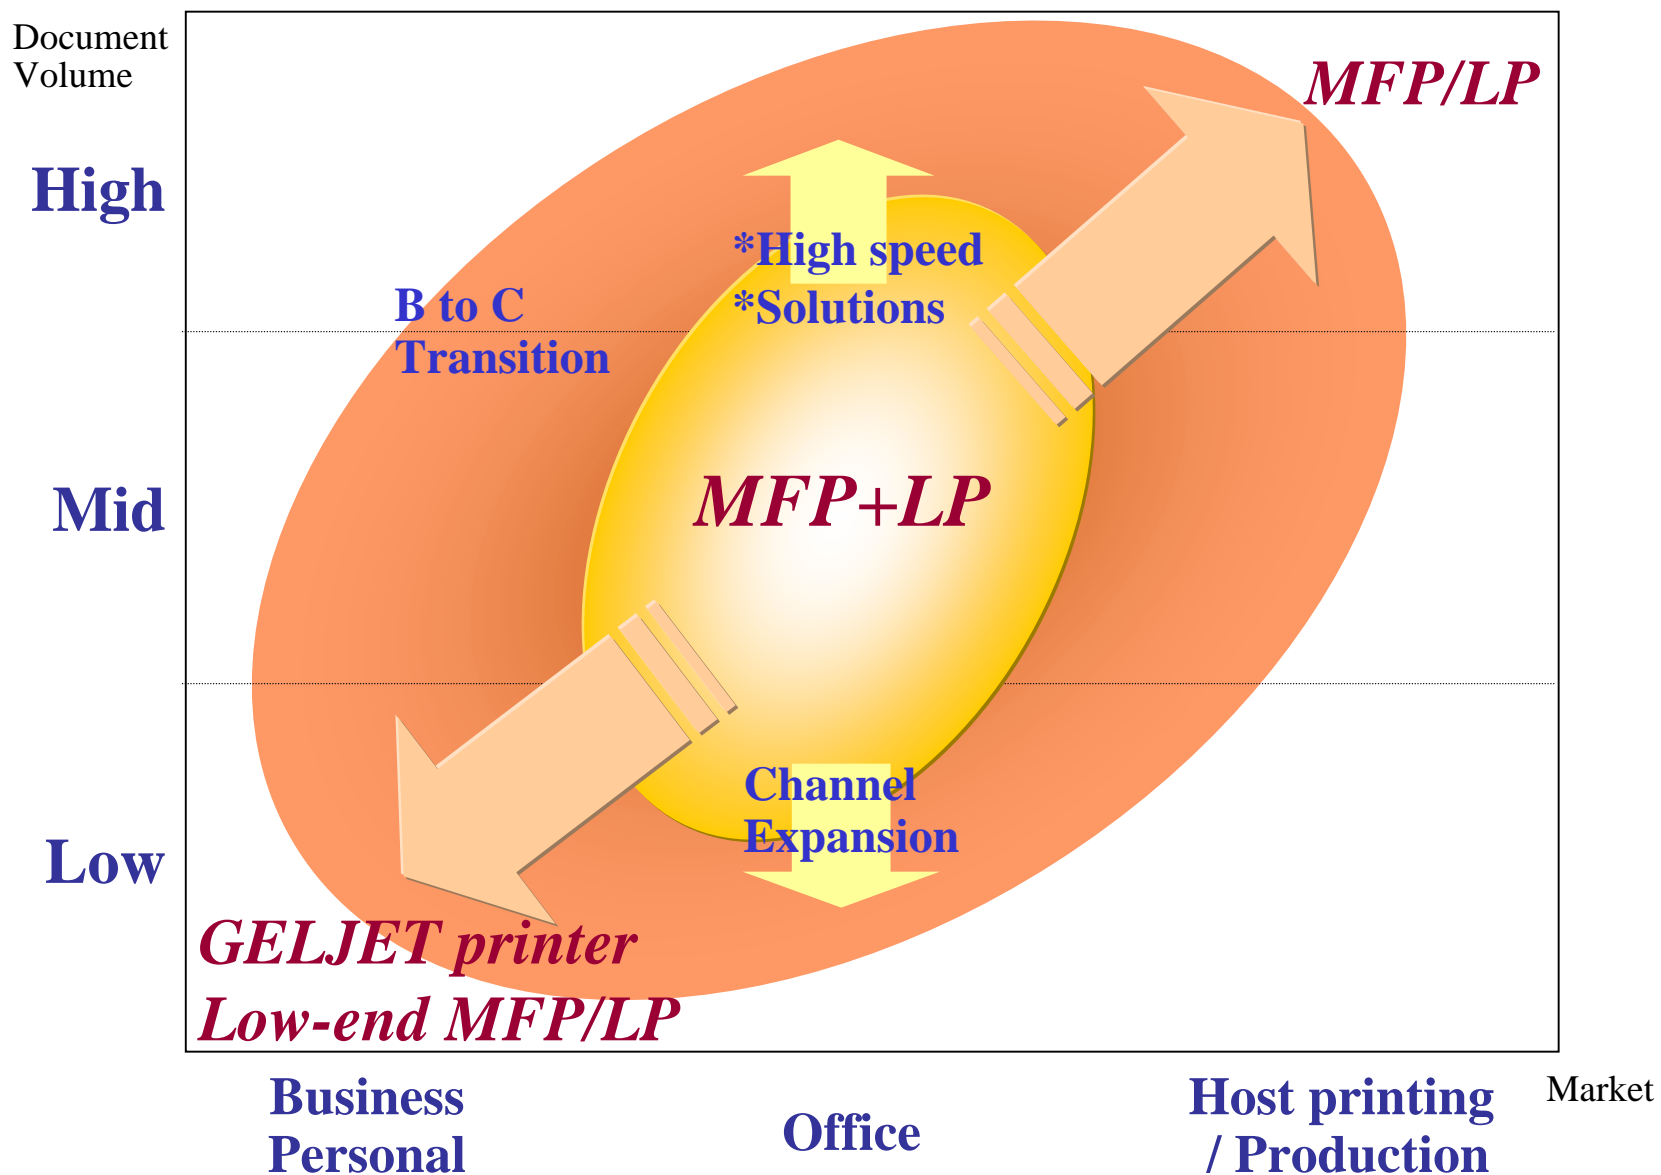 Document
Volume
MFP/LP
High
*High speed
*Solutions
B to C
Transition
Mid
MFP+LP
Channel
Expansion
Low
GELJET printer
Low-end MFP/LP
Business
Personal
Office
Host printing
/ Production
Market